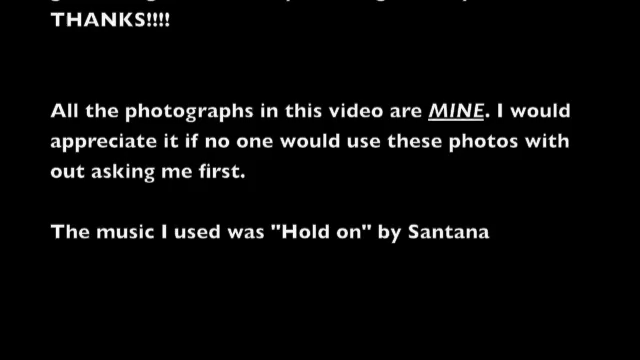 THANKS!!!!
All the photographs in this video are MINE. I would
appreciate it if no one would use these photos with
out asking me first.
The music I used was "Hold on" by Santana